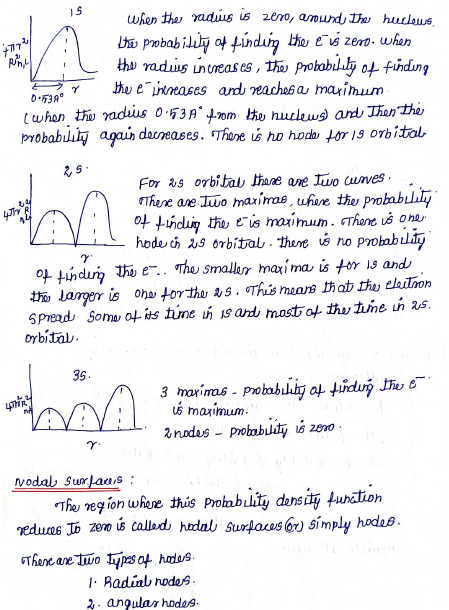 1S
when the radius is zero, around the nucleus.
the probability of finding the e⁻ is zero. when
the radius increases, the probability of finding
the e⁻ increases and reaches a maximum
4πr²
R²n,l
r
0.53A°
(when the radius 0.53A° from the nucleus) and then the
probability again decreases. There is no node for 1s orbital
2s.
For 2s orbital there are two curves.
There are two maximas, where the probability
of finding the e⁻ is maximum. There is one
node in 2s orbital. there is no probability
4πr²R²
nl
r.
of finding the e⁻.. The smaller maxima is for 1s and
the larger is one for the 2s. This means that the electron
spread some of its time in 1s and most of the time in 2s.
orbital.
3s.
3 maximas - probability of finding the e⁻
is maximum.
2 nodes - probability is zero.
4πr²R²
nl
r.
Nodal Surfaces :
The region where this probability density function
reduces to zero is called nodal surfaces (or) simply nodes.
There are two types of nodes.
1. Radial nodes.
2. angular nodes.